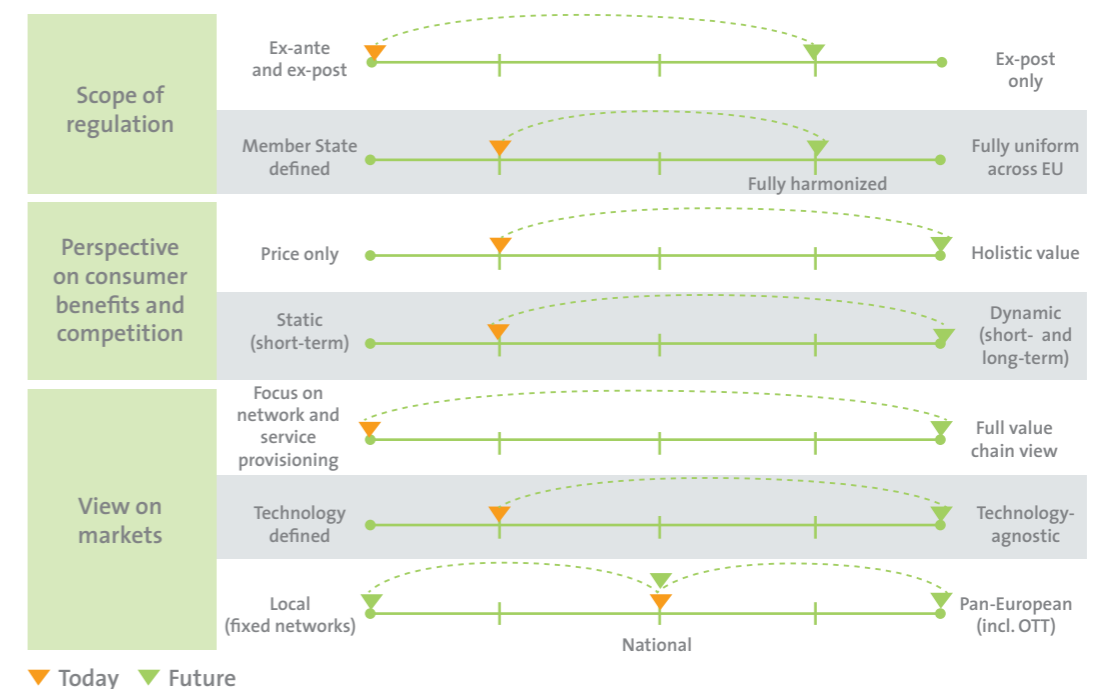 Scope of
regulation
Ex-ante
and ex-post
Ex-post
only
Member State
defined
Fully harmonized
Fully uniform
across EU
Perspective
on consumer
benefits and
competition
Price only
Holistic value
Static
(short-term)
Dynamic
(short- and
long-term)
View on
markets
Focus on
network and
service
provisioning
Full value
chain view
Technology
defined
Technology-
agnostic
Local
(fixed networks)
National
Pan-European
(incl. OTT)
Today
Future